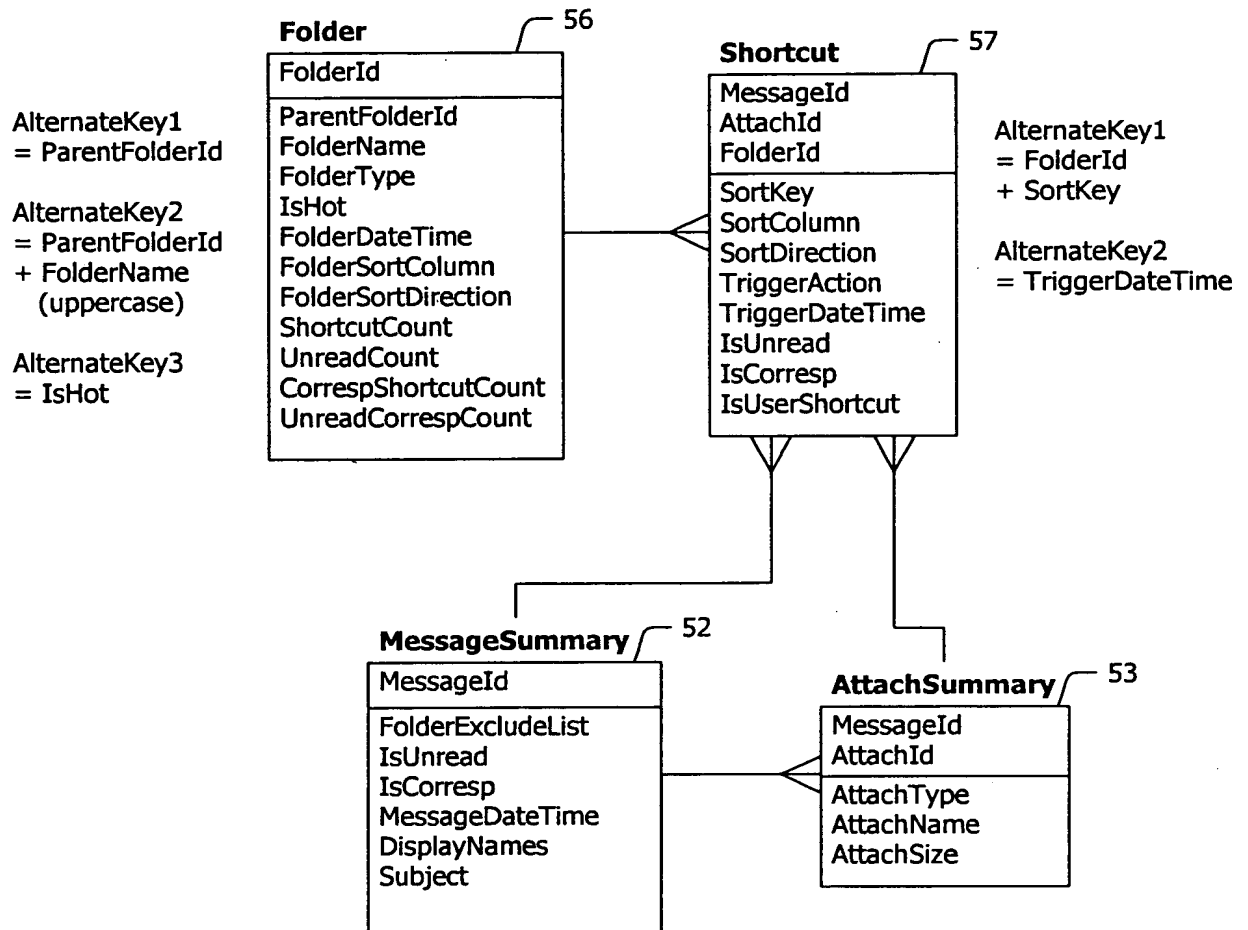 Folder
56
FolderId
ParentFolderId
FolderName
FolderType
IsHot
FolderDateTime
FolderSortColumn
FolderSortDirection
ShortcutCount
UnreadCount
CorrespShortcutCount
UnreadCorrespCount
AlternateKey1
= ParentFolderId
AlternateKey2
= ParentFolderId
+ FolderName
(uppercase)
AlternateKey3
= IsHot
Shortcut
57
MessageId
AttachId
FolderId
SortKey
SortColumn
SortDirection
TriggerAction
TriggerDateTime
IsUnread
IsCorresp
IsUserShortcut
AlternateKey1
= FolderId
+ SortKey
AlternateKey2
= TriggerDateTime
MessageSummary
52
MessageId
FolderExcludeList
IsUnread
IsCorresp
MessageDateTime
DisplayNames
Subject
AttachSummary
53
MessageId
AttachId
AttachType
AttachName
AttachSize